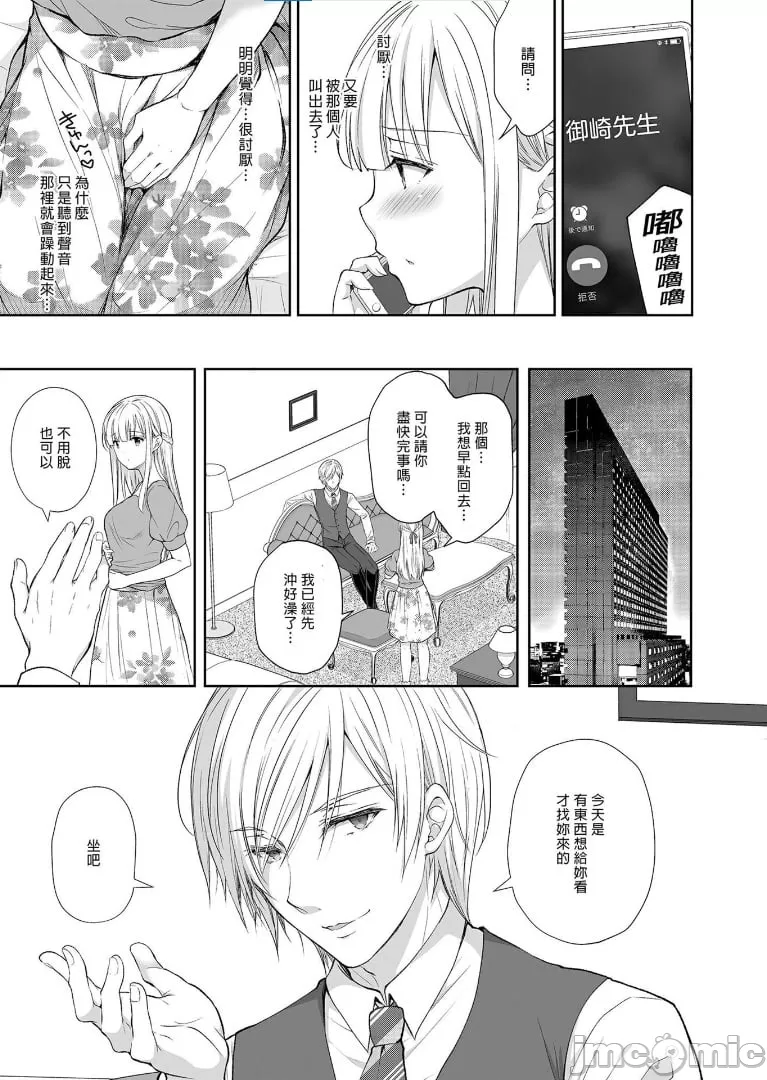 御崎先生
後で通知
拒否
嘟
嚕
嚕
嚕
嚕
請問…
討厭…
又要
被那個人
叫出去了…
明明覺得…很討厭…
為什麼
只是聽到聲音
那裡就會躁動起來…
那個…
我想早點回去…
可以請你
盡快完事嗎…
我已經先
沖好澡了…
不用脫
也可以
今天是
有東西想給妳看
才找妳來的
坐吧
jmcomic